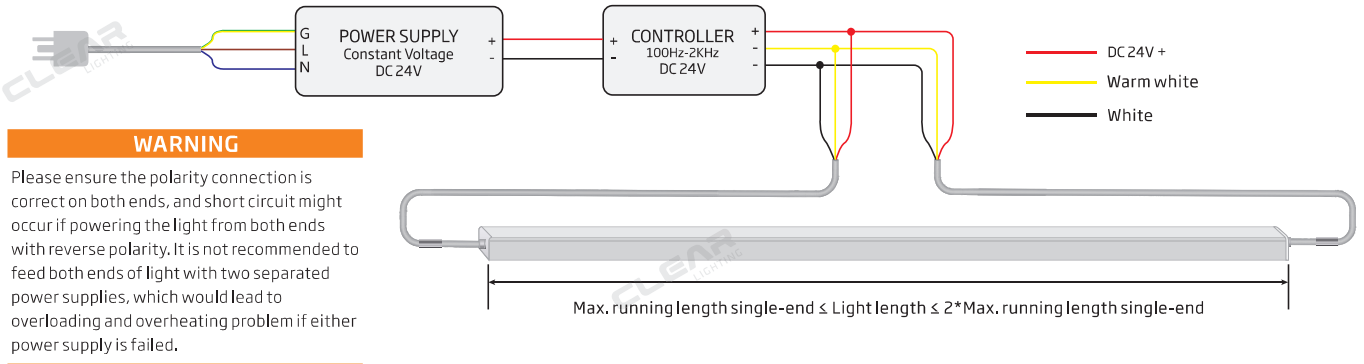 G
L
N
POWER SUPPLY
Constant Voltage
DC 24V
+
-
+
-
CONTROLLER
100Hz-2KHz
DC 24V
+
-
-
DC 24V +
Warm white
White
CLEAR
LIGHTING
WARNING
Please ensure the polarity connection is
correct on both ends, and short circuit might
occur if powering the light from both ends
with reverse polarity. It is not recommended to
feed both ends of light with two separated
power supplies, which would lead to
overloading and overheating problem if either
power supply is failed.
CLEAR
LIGHTING
Max. running length single-end ≤ Light length ≤ 2*Max. running length single-end